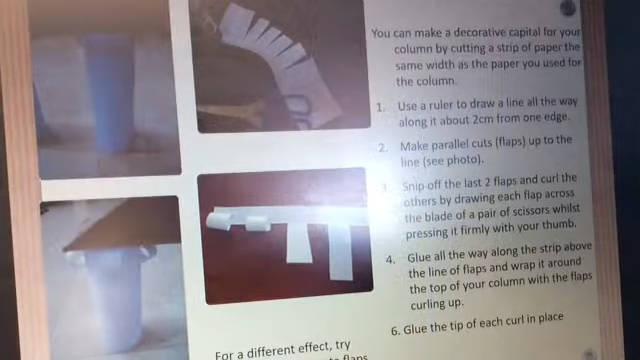 You can make a decorative capital for your
column by cutting a strip of paper the
same width as the paper you used for
the column.
1. Use a ruler to draw a line all the way
along it about 2cm from one edge.
2. Make parallel cuts (flaps) up to the
line (see photo).
3. Snip off the last 2 flaps and curl the
others by drawing each flap across
the blade of a pair of scissors whilst
pressing it firmly with your thumb.
4. Glue all the way along the strip above
the line of flaps and wrap it around
the top of your column with the flaps
curling up.
6. Glue the tip of each curl in place
For a different effect, try
flaps